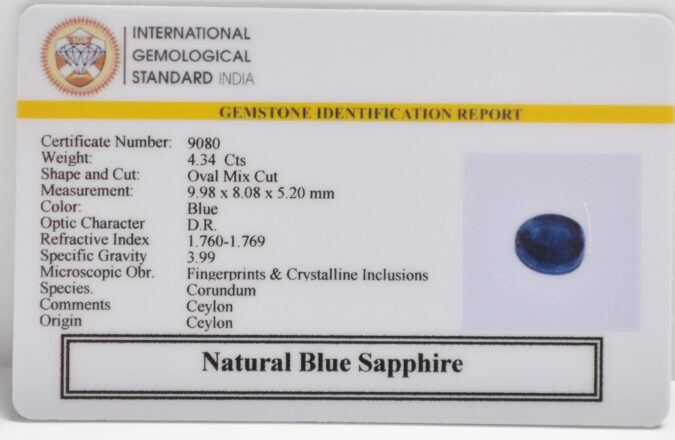 IGS
INTERNATIONAL
GEMOLOGICAL
STANDARD INDIA
GEMSTONE IDENTIFICATION REPORT
Certificate Number: 9080
Weight: 4.34 Cts
Shape and Cut: Oval Mix Cut
Measurement: 9.98 x 8.08 x 5.20 mm
Color: Blue
Optic Character D.R.
Refractive Index 1.760-1.769
Specific Gravity 3.99
Microscopic Obr. Fingerprints & Crystalline Inclusions
Species. Corundum
Comments Ceylon
Origin Ceylon
Natural Blue Sapphire